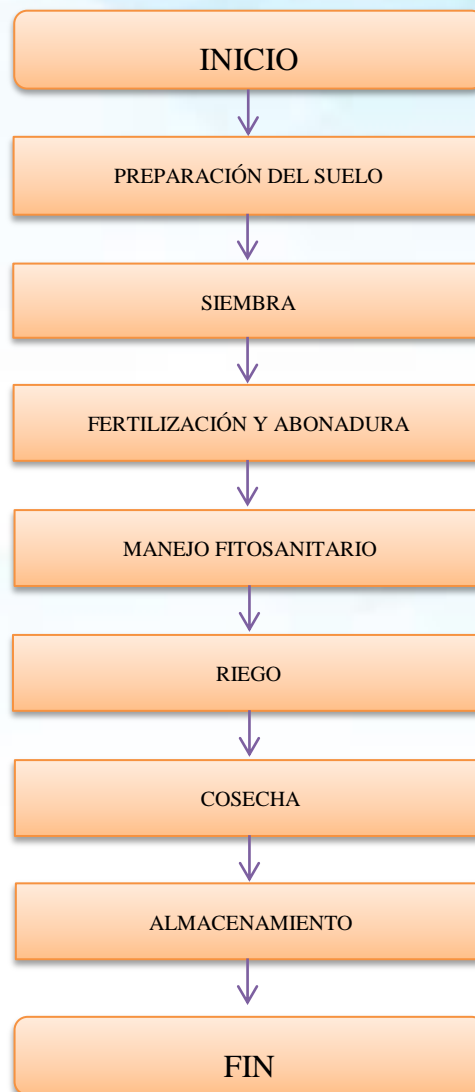 INICIO
PREPARACIÓN DEL SUELO
SIEMBRA
FERTILIZACIÓN Y ABONADURA
MANEJO FITOSANITARIO
RIEGO
COSECHA
ALMACENAMIENTO
FIN